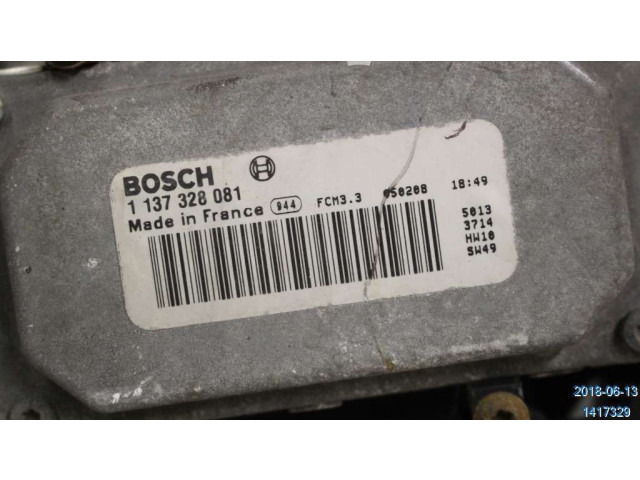 BOSCH
1 137 328 081
Made in France 944 FCM3.3 050208 18:49
5013
3714
HW10
SW49
2018-06-13
1417329